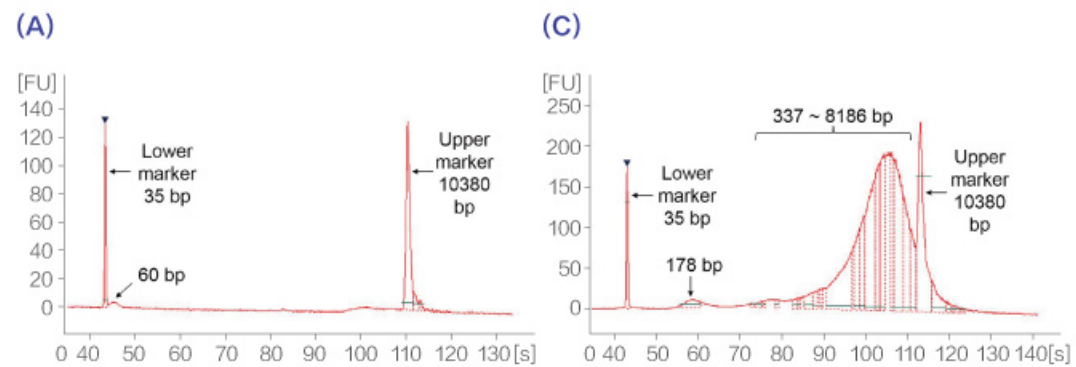 (A)
[FU]
140
120
100
80
60
40
20
0
Lower
marker
35 bp
60 bp
Upper
marker
10380
bp
0 40 50 60 70 80 90 100 110 120 130 [s]
(C)
[FU]
250
200
150
100
50
0
337 ~ 8186 bp
Lower
marker
35 bp
178 bp
Upper
marker
10380
bp
0 40 50 60 70 80 90 100 110 120 130 140 [s]